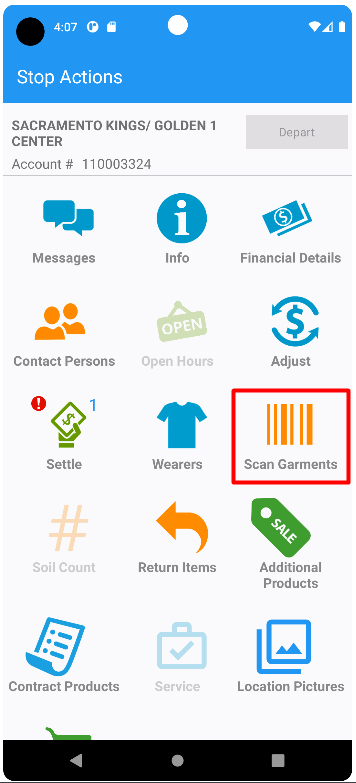 4:07
Stop Actions
SACRAMENTO KINGS/ GOLDEN 1
CENTER
Depart
Account # 110003324
Messages
Info
Financial Details
OPEN
Contact Persons
Open Hours
Adjust
1
Settle
Wearers
Scan Garments
SALE
Soil Count
Return Items
Additional
Products
Contract Products
Service
Location Pictures